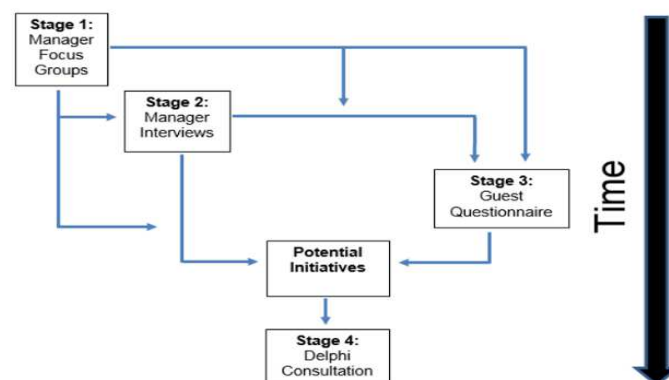 Stage 1:
Manager
Focus
Groups
Stage 2:
Manager
Interviews
Stage 3:
Guest
Questionnaire
Time
Potential
Initiatives
Stage 4:
Delphi
Consultation